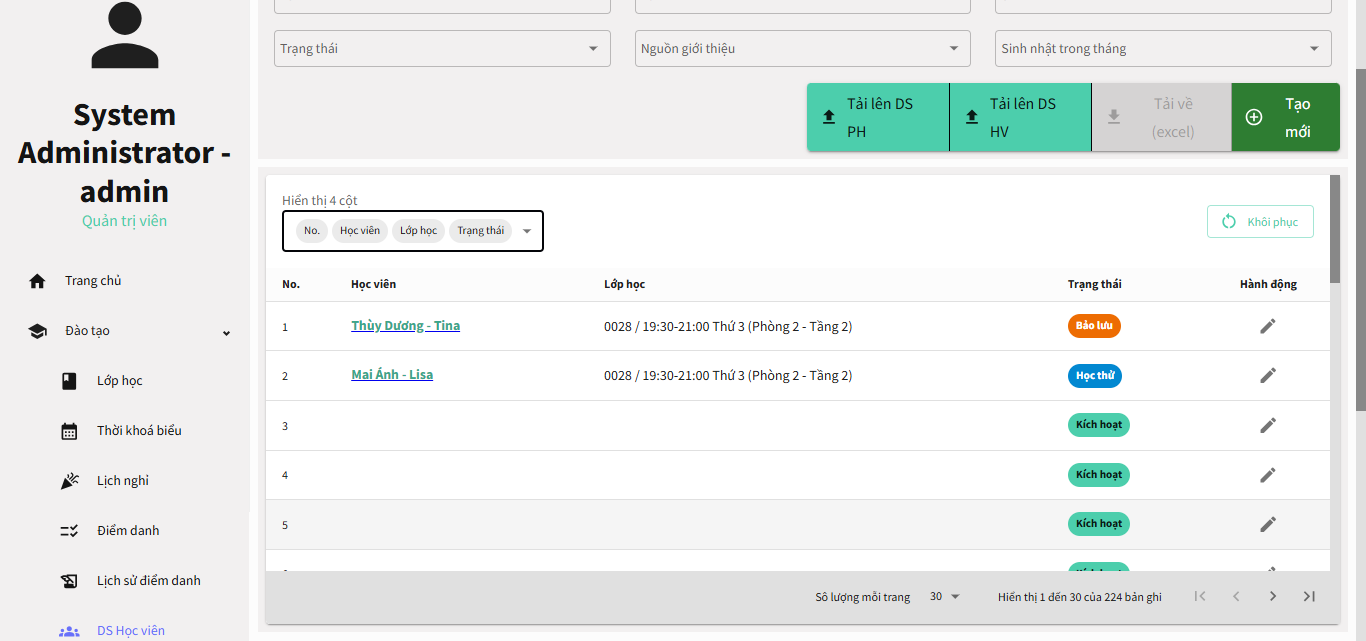 System
Administrator -
admin
Quản trị viên
Trang chủ
Đào tạo
Lớp học
Thời khoá biểu
Lịch nghỉ
Điểm danh
Lịch sử điểm danh
DS Học viên
Trạng thái
Nguồn giới thiệu
Sinh nhật trong tháng
Tải lên DS
PH
Tải lên DS
HV
Tải về
(excel)
Tạo
mới
Hiển thị 4 cột
No. Học viên Lớp học Trạng thái
Khôi phục
No. Học viên Lớp học Trạng thái Hành động
1 Thùy Dương - Tina 0028 / 19:30-21:00 Thứ 3 (Phòng 2 - Tầng 2) Bảo lưu
2 Mai Ánh - Lisa 0028 / 19:30-21:00 Thứ 3 (Phòng 2 - Tầng 2) Học thử
3 Kích hoạt
4 Kích hoạt
5 Kích hoạt
Số lượng mỗi trang 30 Hiển thị 1 đến 30 của 224 bản ghi